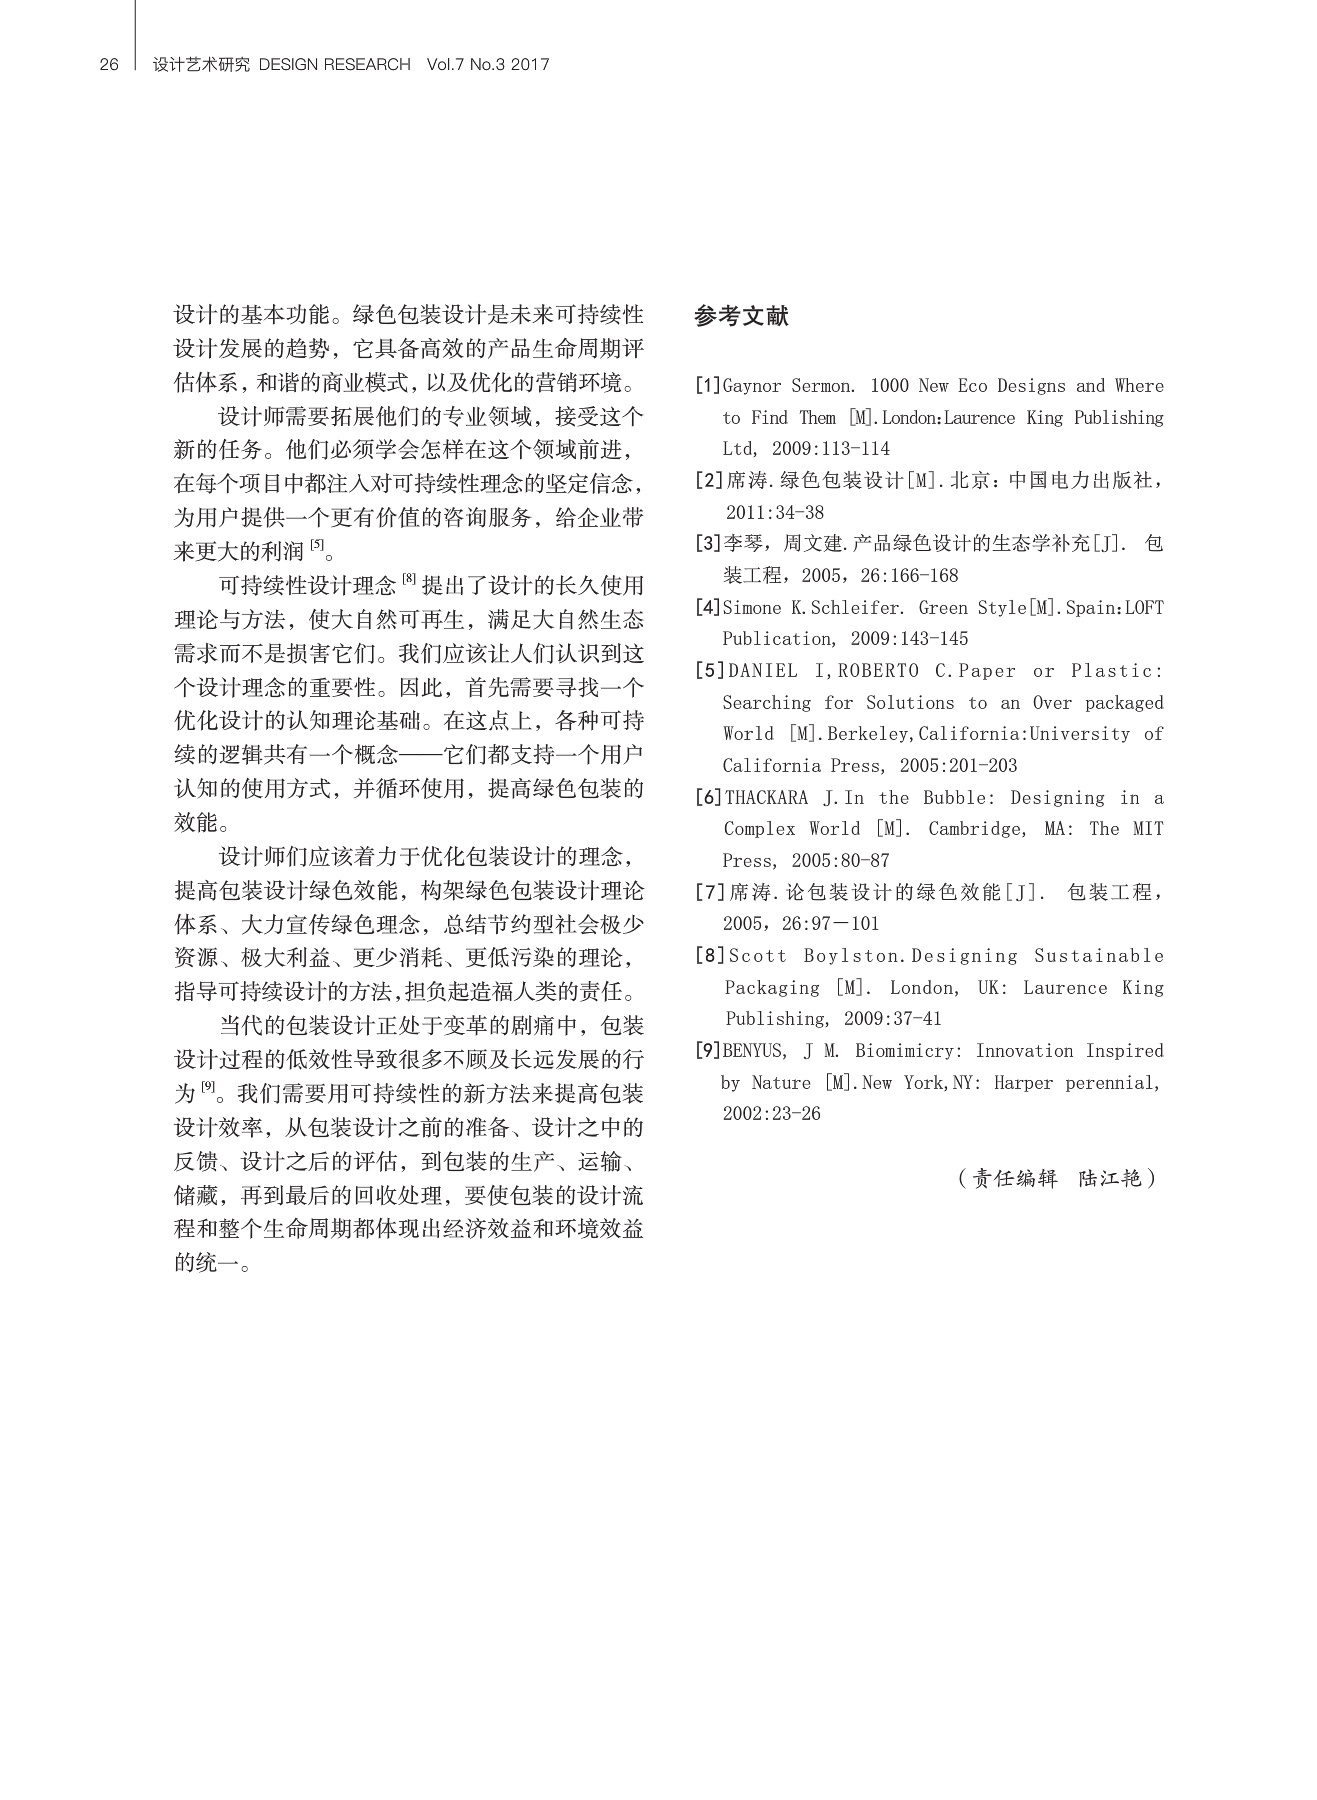 26 设计艺术研究 DESIGN RESEARCH Vol.7 No.3 2017
设计的基本功能。绿色包装设计是未来可持续性
设计发展的趋势，它具备高效的产品生命周期评
估体系，和谐的商业模式，以及优化的营销环境。
设计师需要拓展他们的专业领域，接受这个
新的任务。他们必须学会怎样在这个领域前进，
在每个项目中都注入对可持续性理念的坚定信念，
为用户提供一个更有价值的咨询服务，给企业带
来更大的利润 [5]。
可持续性设计理念 [8] 提出了设计的长久使用
理论与方法，使大自然可再生，满足大自然生态
需求而不是损害它们。我们应该让人们认识到这
个设计理念的重要性。因此，首先需要寻找一个
优化设计的认知理论基础。在这点上，各种可持
续的逻辑共有一个概念——它们都支持一个用户
认知的使用方式，并循环使用，提高绿色包装的
效能。
设计师们应该着力于优化包装设计的理念，
提高包装设计绿色效能，构架绿色包装设计理论
体系、大力宣传绿色理念，总结节约型社会极少
资源、极大利益、更少消耗、更低污染的理论，
指导可持续设计的方法，担负起造福人类的责任。
当代的包装设计正处于变革的剧痛中，包装
设计过程的低效性导致很多不顾及长远发展的行
为 [9]。我们需要用可持续性的新方法来提高包装
设计效率，从包装设计之前的准备、设计之中的
反馈、设计之后的评估，到包装的生产、运输、
储藏，再到最后的回收处理，要使包装的设计流
程和整个生命周期都体现出经济效益和环境效益
的统一。
参考文献
[1]Gaynor Sermon. 1000 New Eco Designs and Where
to Find Them [M].London:Laurence King Publishing
Ltd, 2009:113-114
[2]席涛.绿色包装设计[M].北京：中国电力出版社，
2011:34-38
[3]李琴，周文建.产品绿色设计的生态学补充[J]. 包
装工程，2005，26:166-168
[4]Simone K.Schleifer. Green Style[M].Spain:LOFT
Publication, 2009:143-145
[5]DANIEL I,ROBERTO C.Paper or Plastic:
Searching for Solutions to an Over packaged
World [M].Berkeley,California:University of
California Press, 2005:201-203
[6]THACKARA J.In the Bubble: Designing in a
Complex World [M]. Cambridge, MA: The MIT
Press, 2005:80-87
[7]席涛.论包装设计的绿色效能[J]. 包装工程，
2005，26:97－101
[8]Scott Boylston.Designing Sustainable
Packaging [M]. London, UK: Laurence King
Publishing, 2009:37-41
[9]BENYUS, J M. Biomimicry: Innovation Inspired
by Nature [M].New York,NY: Harper perennial,
2002:23-26
（责任编辑 陆江艳）